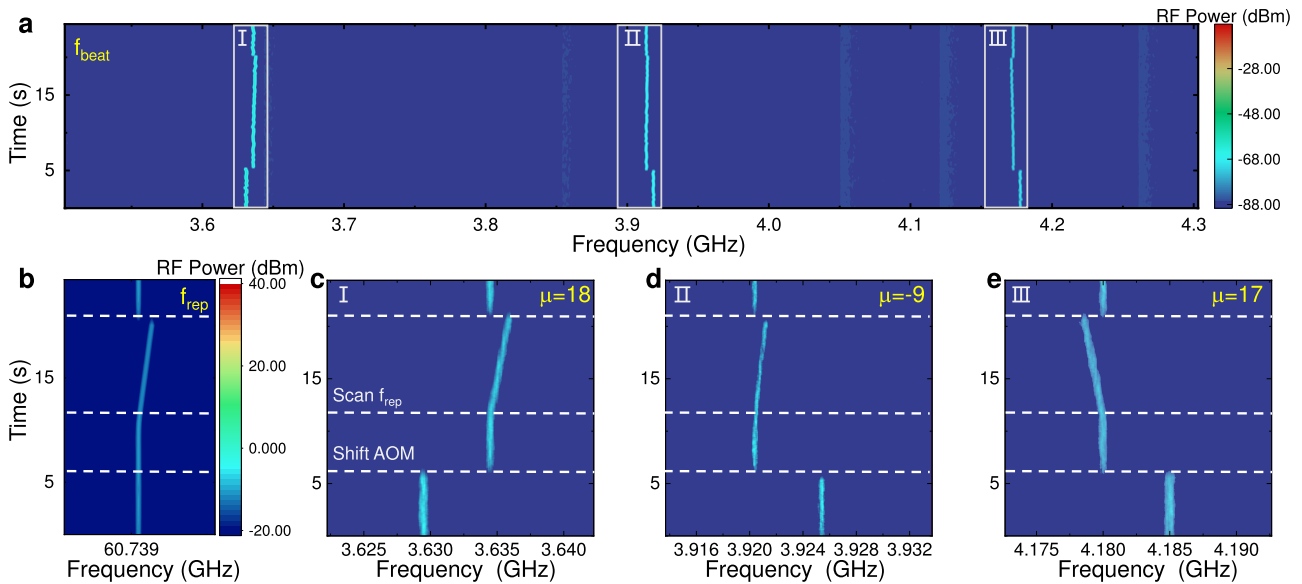 a
RF Power (dBm)
f_beat
I
II
III
Time (s)
15
5
-28.00
-48.00
-68.00
-88.00
3.6
3.7
3.8
3.9
4.0
4.1
4.2
4.3
Frequency (GHz)
b
RF Power (dBm)
f_rep
Time (s)
15
5
40.00
20.00
0.000
-20.00
60.739
Frequency (GHz)
c
I
μ=18
15
Scan f_rep
Shift AOM
5
3.625
3.630
3.635
3.640
Frequency (GHz)
d
II
μ=-9
15
5
3.916
3.920
3.924
3.928
3.932
Frequency (GHz)
e
III
μ=17
15
5
4.175
4.180
4.185
4.190
Frequency (GHz)